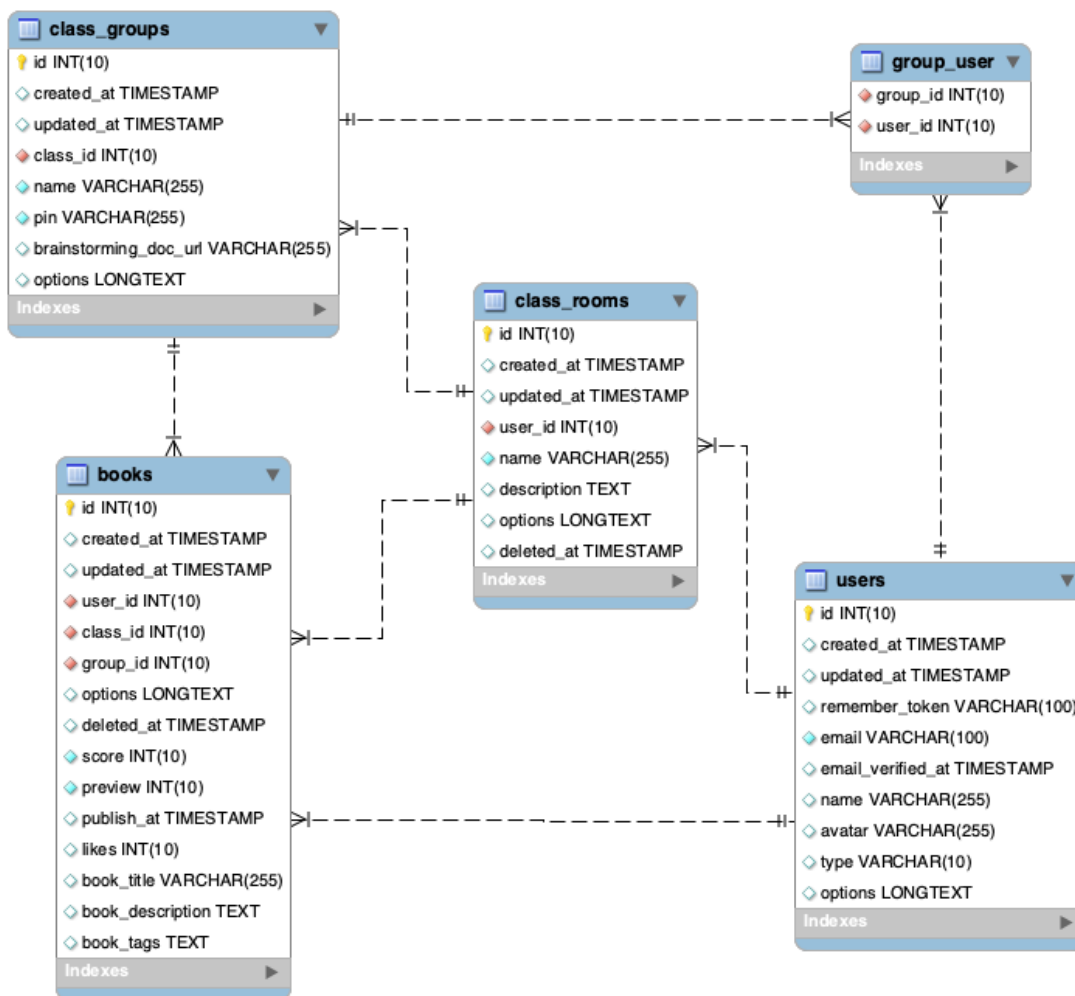 class_groups
id INT(10)
created_at TIMESTAMP
updated_at TIMESTAMP
class_id INT(10)
name VARCHAR(255)
pin VARCHAR(255)
brainstorming_doc_url VARCHAR(255)
options LONGTEXT
Indexes
group_user
group_id INT(10)
user_id INT(10)
Indexes
class_rooms
id INT(10)
created_at TIMESTAMP
updated_at TIMESTAMP
user_id INT(10)
name VARCHAR(255)
description TEXT
options LONGTEXT
deleted_at TIMESTAMP
Indexes
books
id INT(10)
created_at TIMESTAMP
updated_at TIMESTAMP
user_id INT(10)
class_id INT(10)
group_id INT(10)
options LONGTEXT
deleted_at TIMESTAMP
score INT(10)
preview INT(10)
publish_at TIMESTAMP
likes INT(10)
book_title VARCHAR(255)
book_description TEXT
book_tags TEXT
Indexes
users
id INT(10)
created_at TIMESTAMP
updated_at TIMESTAMP
remember_token VARCHAR(100)
email VARCHAR(100)
email_verified_at TIMESTAMP
name VARCHAR(255)
avatar VARCHAR(255)
type VARCHAR(10)
options LONGTEXT
Indexes